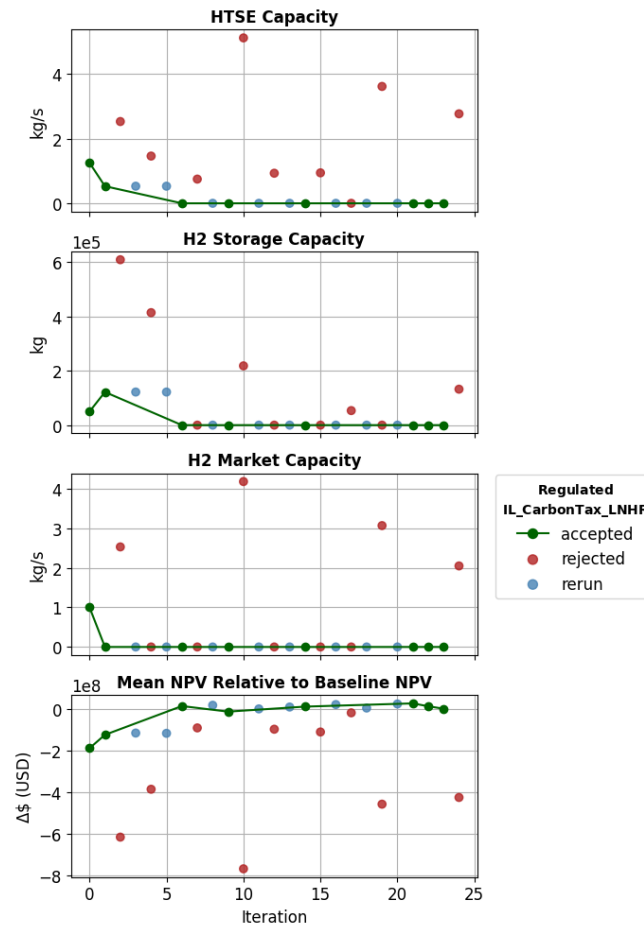 HTSE Capacity
4
2
0
kg/s
H2 Storage Capacity
1e5
6
4
2
0
kg
H2 Market Capacity
4
3
2
1
0
kg/s
Regulated
IL_CarbonTax_LNHR
accepted
rejected
rerun
Mean NPV Relative to Baseline NPV
1e8
0
−2
−4
−6
−8
Δ$ (USD)
0 5 10 15 20 25
Iteration